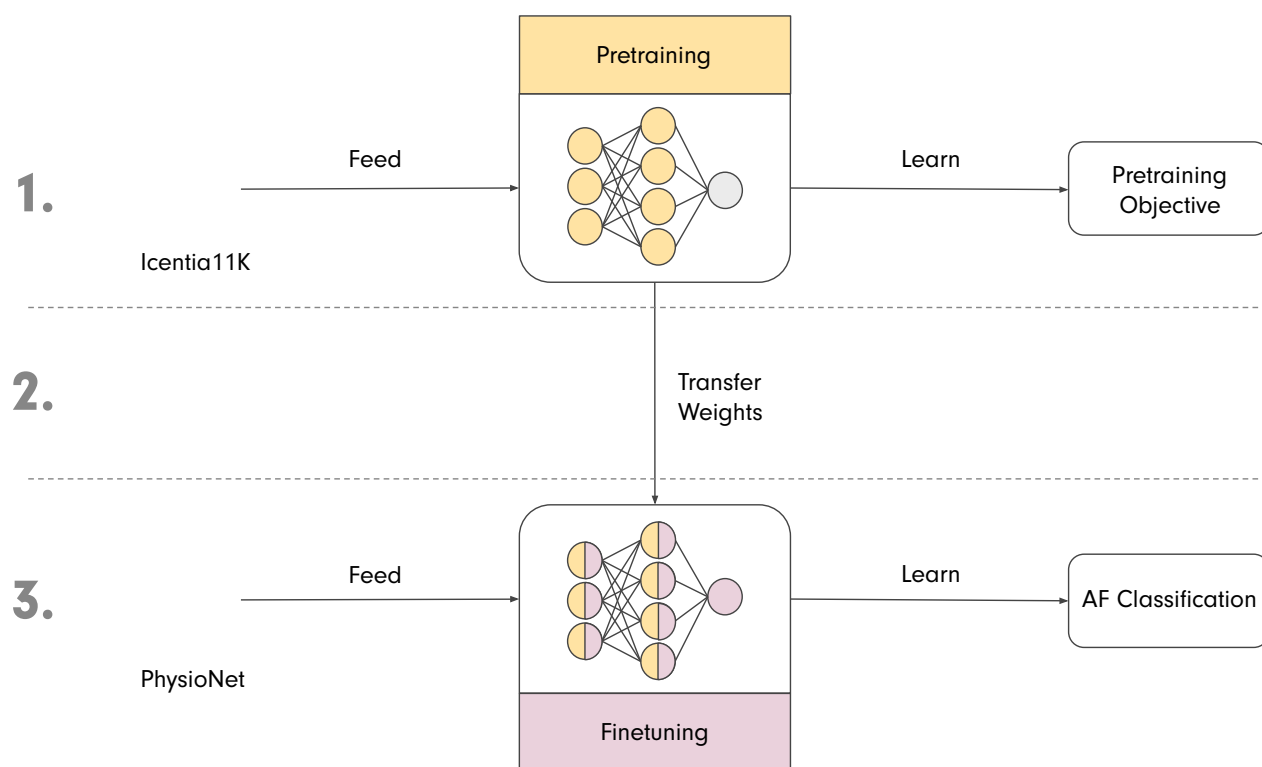 Pretraining
1.
Feed
Learn
Pretraining
Objective
Icentia11K
2.
Transfer
Weights
3.
Feed
Learn
AF Classification
PhysioNet
Finetuning